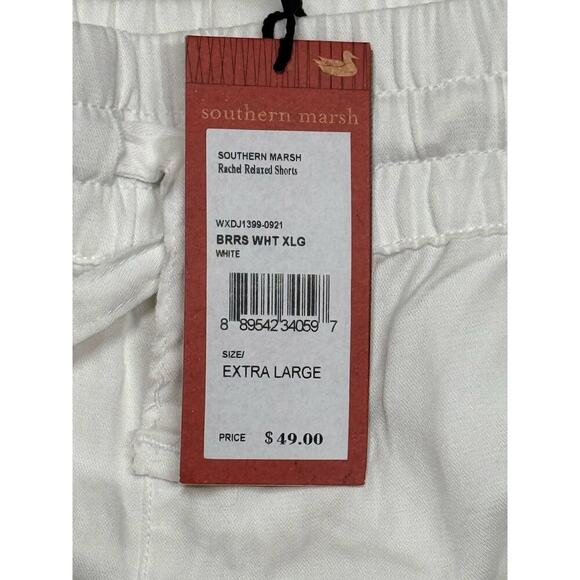 southern marsh
SOUTHERN MARSH
Rachel Relaxed Shorts
WXDJ1399-0921
BRRS WHT XLG
WHITE
8 89542 34059 7
SIZE/
EXTRA LARGE
PRICE $ 49.00